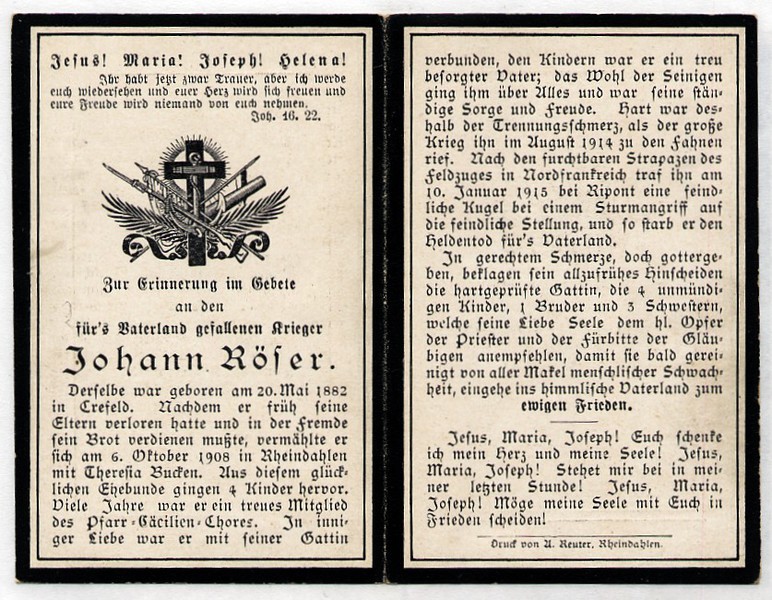 Jesus! Maria! Joseph! Helena!
Ihr habt jetzt zwar Trauer, aber ich werde
euch wiedersehen und euer Herz wird sich freuen und
eure Freude wird niemand von euch nehmen.
Joh. 16. 22.
Zur Erinnerung im Gebete
an den
für's Vaterland gefallenen Krieger
Johann Röser.
Derselbe war geboren am 20. Mai 1882
in Crefeld. Nachdem er früh seine
Eltern verloren hatte und in der Fremde
sein Brot verdienen mußte, vermählte er
sich am 6. Oktober 1908 in Rheindahlen
mit Theresia Bucken. Aus diesem glück-
lichen Ehebunde gingen 4 Kinder hervor.
Viele Jahre war er ein treues Mitglied
des Pfarr-Cäcilien-Chores. In inni-
ger Liebe war er mit seiner Gattin
verbunden, den Kindern war er ein treu
besorgter Vater; das Wohl der Seinigen
ging ihm über Alles und war seine stän-
dige Sorge und Freude. Hart war des-
halb der Trennungsschmerz, als der große
Krieg ihn im August 1914 zu den Fahnen
rief. Nach den furchtbaren Strapazen des
Feldzuges in Nordfrankreich traf ihn am
10. Januar 1915 bei Ripont eine feind-
liche Kugel bei einem Sturmangriff auf
die feindliche Stellung, und so starb er den
Heldentod für's Vaterland.
In gerechtem Schmerze, doch gotterge-
ben, beklagen sein allzufrühes Hinscheiden
die hartgeprüfte Gattin, die 4 unmündi-
gen Kinder, 1 Bruder und 3 Schwestern,
welche seine Liebe Seele dem hl. Opfer
der Priester und der Fürbitte der Gläu-
bigen anempfehlen, damit sie bald gerei-
nigt von aller Makel menschlischer Schwach-
heit, eingehe ins himmlische Vaterland zum
ewigen Frieden.
Jesus, Maria, Joseph! Euch schenke
ich mein Herz und meine Seele! Jesus,
Maria, Joseph! Stehet mir bei in mei-
ner letzten Stunde! Jesus, Maria,
Joseph! Möge meine Seele mit Euch in
Frieden scheiden!
Druck von A. Reuter, Rheindahlen.